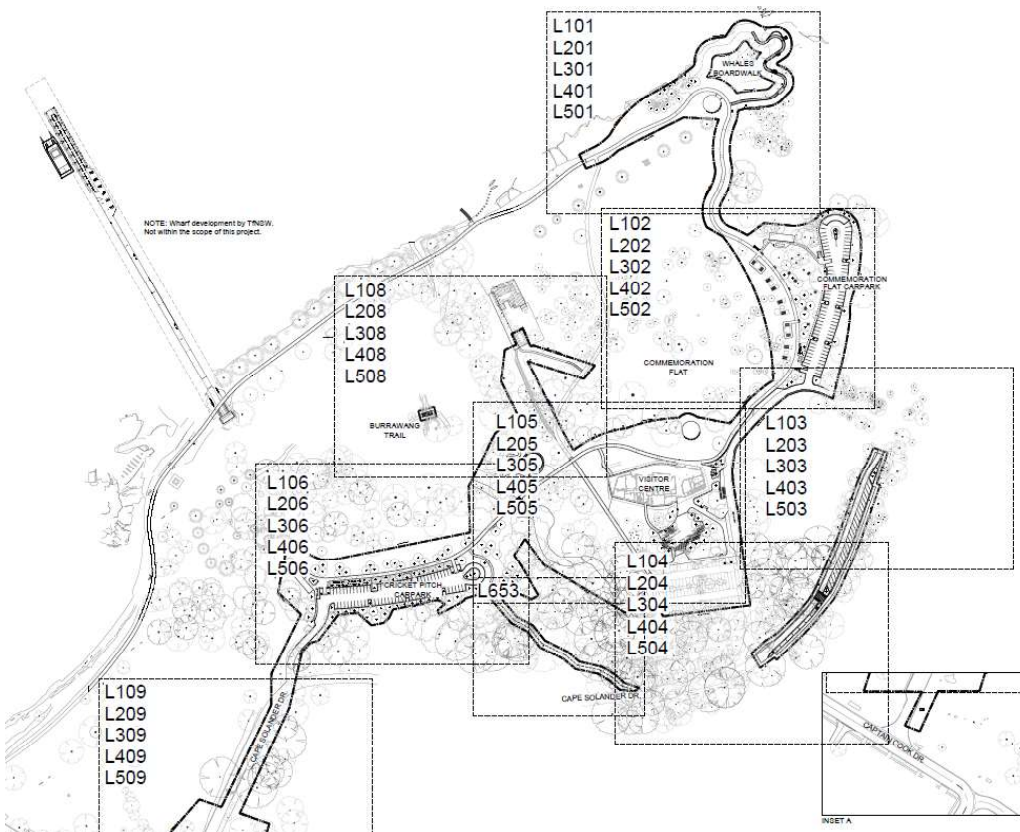 L101
L201
L301
L401
L501
WHALES
BOARDWALK
NOTE: Wharf development by TfNSW.
Not within the scope of this project.
L102
L202
L302
L402
L502
COMMEMORATION
FLAT CARPARK
L108
L208
L308
L408
L508
COMMEMORATION
FLAT
BURRAWANG
TRAIL
L105
L205
L305
L405
L505
L103
L203
L303
L403
L503
VISITOR
CENTRE
L106
L206
L306
L406
L506
CRICKET PITCH
CARPARK
L653
L104
L204
L304
L404
L504
CAPE SOLANDER DR.
CAPE SOLANDER DR.
L109
L209
L309
L409
L509
CAPTAIN COOK DR.
INSET A